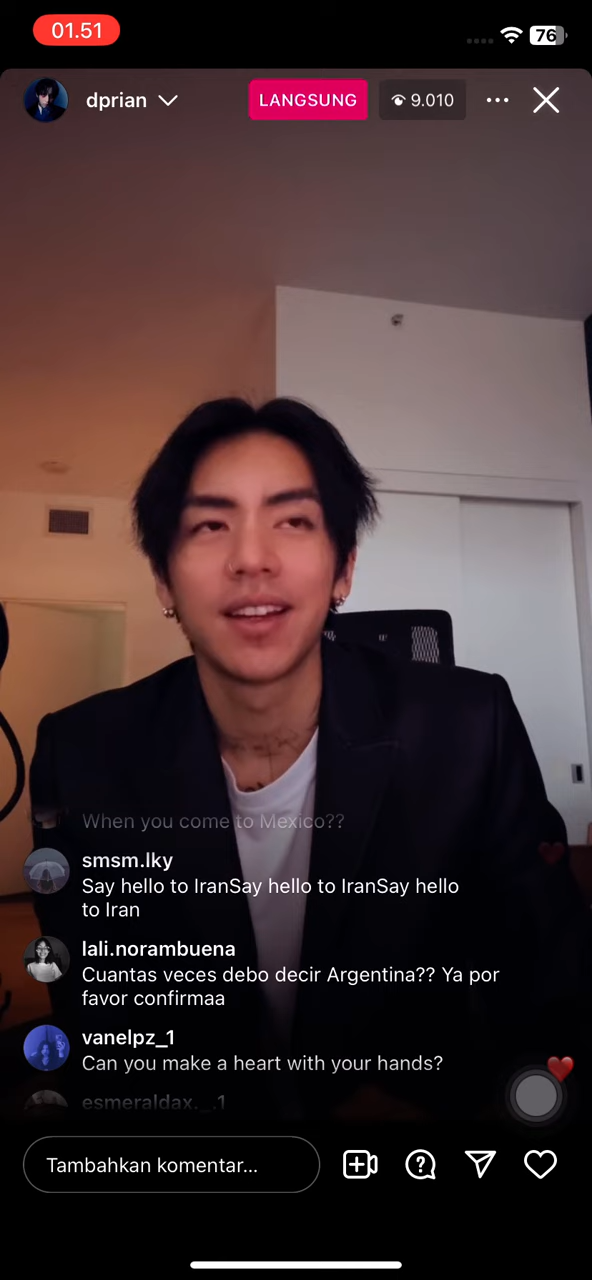 01.51
76
dprian
LANGSUNG
9.010
When you come to Mexico??
smsm.lky
Say hello to IranSay hello to IranSay hello
to Iran
lali.norambuena
Cuantas veces debo decir Argentina?? Ya por
favor confirmaa
vanelpz_1
Can you make a heart with your hands?
esmeraldax._.1
Tambahkan komentar...